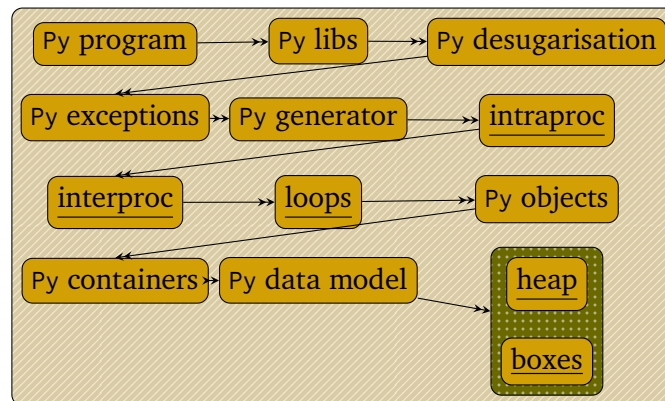 Py program Py libs Py desugarisation
Py exceptions Py generator intraproc
interproc loops Py objects
Py containers Py data model heap
boxes